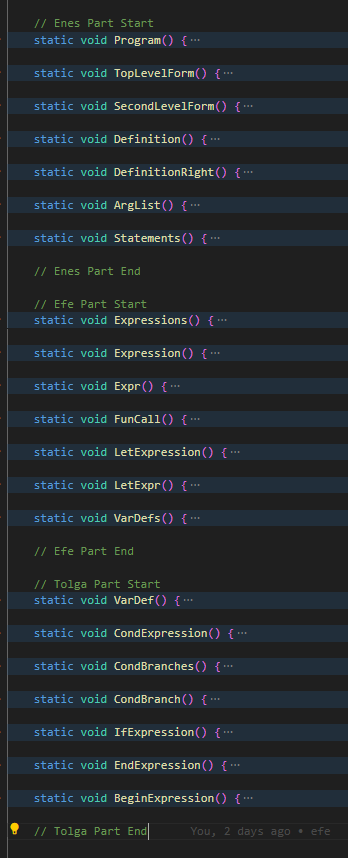 // Enes Part Start
static void Program() {···
static void TopLevelForm() {···
static void SecondLevelForm() {···
static void Definition() {···
static void DefinitionRight() {···
static void ArgList() {···
static void Statements() {···
// Enes Part End
// Efe Part Start
static void Expressions() {···
static void Expression() {···
static void Expr() {···
static void FunCall() {···
static void LetExpression() {···
static void LetExpr() {···
static void VarDefs() {···
// Efe Part End
// Tolga Part Start
static void VarDef() {···
static void CondExpression() {···
static void CondBranches() {···
static void CondBranch() {···
static void IfExpression() {···
static void EndExpression() {···
static void BeginExpression() {···
// Tolga Part End You, 2 days ago • efe